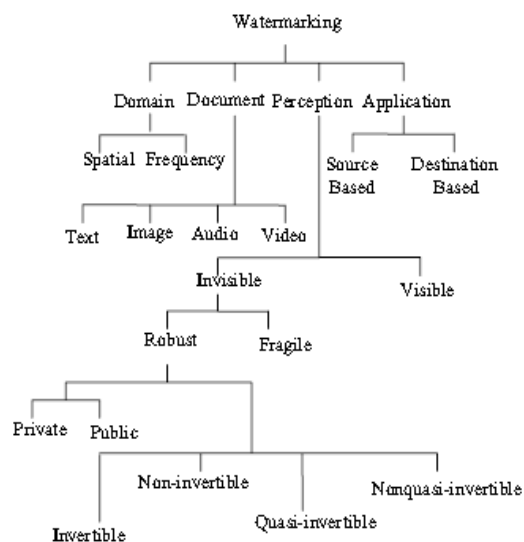 Watermarking
Domain Document Perception Application
Spatial Frequency
Source Based
Destination Based
Text Image Audio Video
Invisible
Visible
Robust
Fragile
Private Public
Non-invertible
Nonquasi-invertible
Invertible
Quasi-invertible